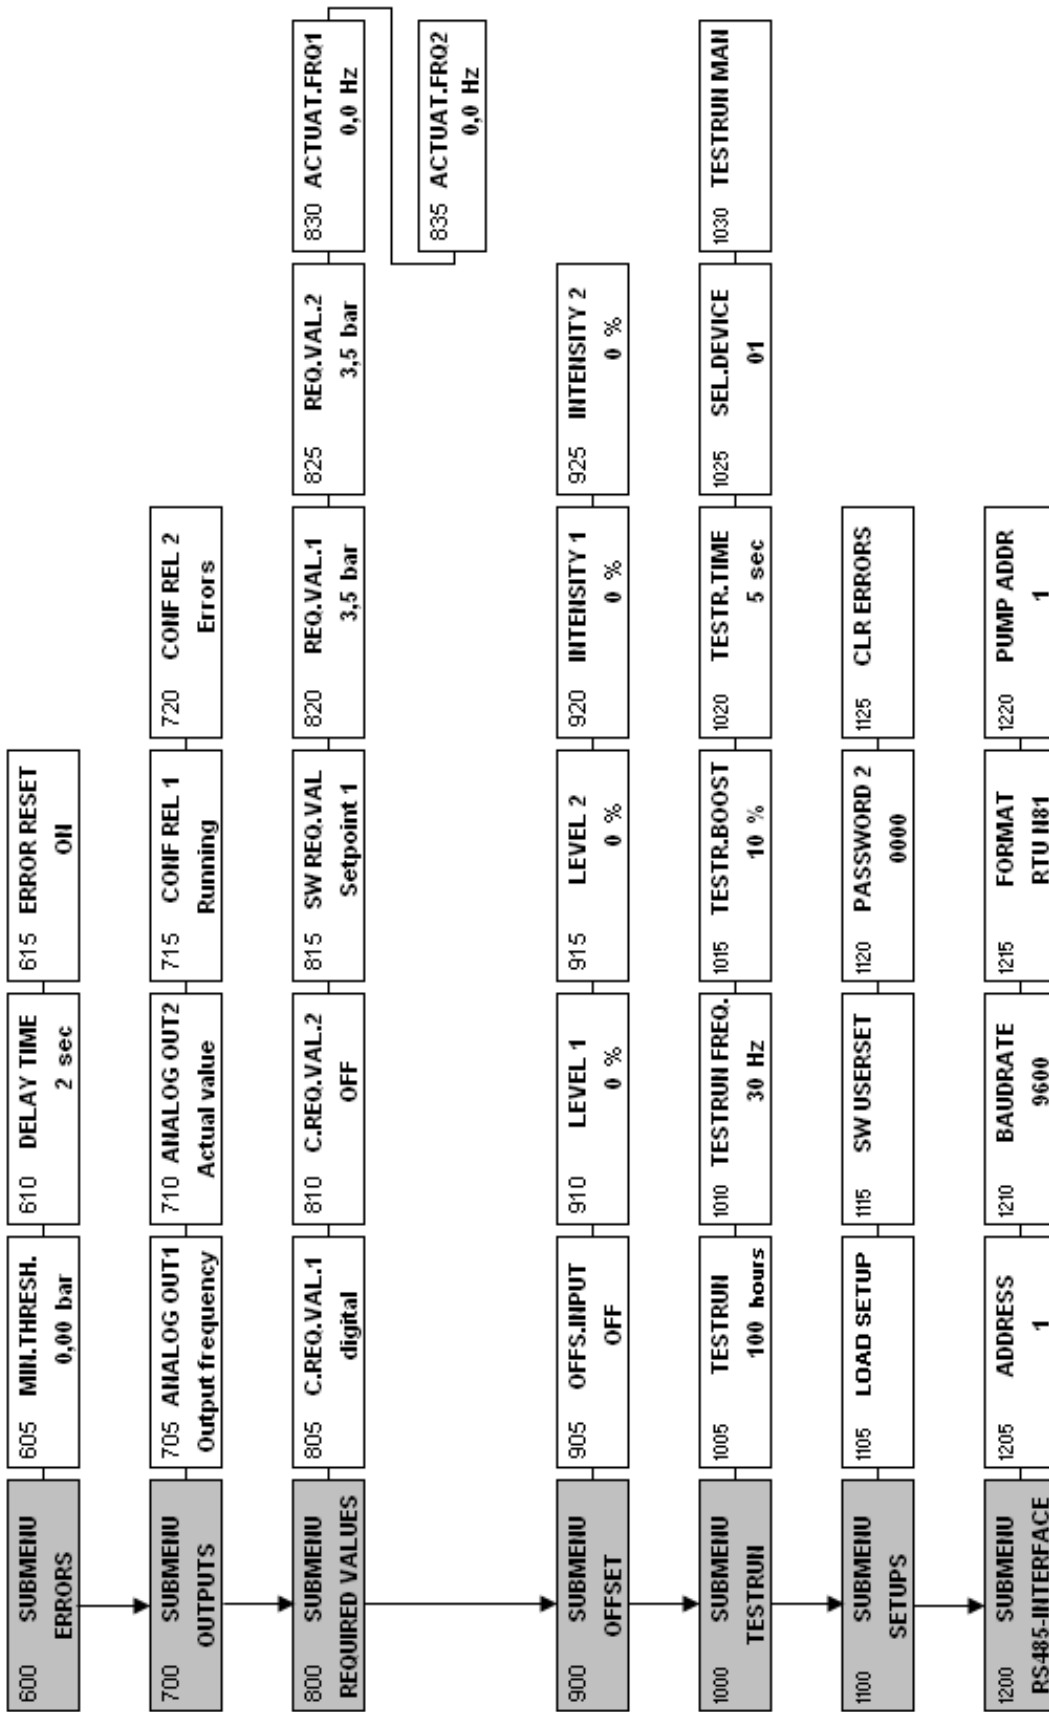 600 SUBMENU
ERRORS
605 MIN.THRESH.
0,00 bar
610 DELAY TIME
2 sec
615 ERROR RESET
ON
700 SUBMENU
OUTPUTS
705 ANALOG OUT1
Output frequency
710 ANALOG OUT2
Actual value
715 CONF REL 1
Running
720 CONF REL 2
Errors
800 SUBMENU
REQUIRED VALUES
805 C.REQ.VAL.1
digital
810 C.REQ.VAL.2
OFF
815 SW REQ.VAL
Setpoint 1
820 REQ.VAL.1
3,5 bar
825 REQ.VAL.2
3,5 bar
830 ACTUAT.FRQ1
0,0 Hz
835 ACTUAT.FRQ2
0,0 Hz
900 SUBMENU
OFFSET
905 OFFS.INPUT
OFF
910 LEVEL 1
0 %
915 LEVEL 2
0 %
920 INTENSITY 1
0 %
925 INTENSITY 2
0 %
1000 SUBMENU
TESTRUN
1005 TESTRUN
100 hours
1010 TESTRUN FREQ.
30 Hz
1015 TESTR.BOOST
10 %
1020 TESTR.TIME
5 sec
1025 SEL.DEVICE
01
1030 TESTRUN MAN
1100 SUBMENU
SETUPS
1105 LOAD SETUP
1115 SW USERSET
1120 PASSWORD 2
0000
1125 CLR ERRORS
1200 SUBMENU
RS485-INTERFACE
1205 ADDRESS
1
1210 BAUDRATE
9600
1215 FORMAT
RTU N81
1220 PUMP ADDR
1